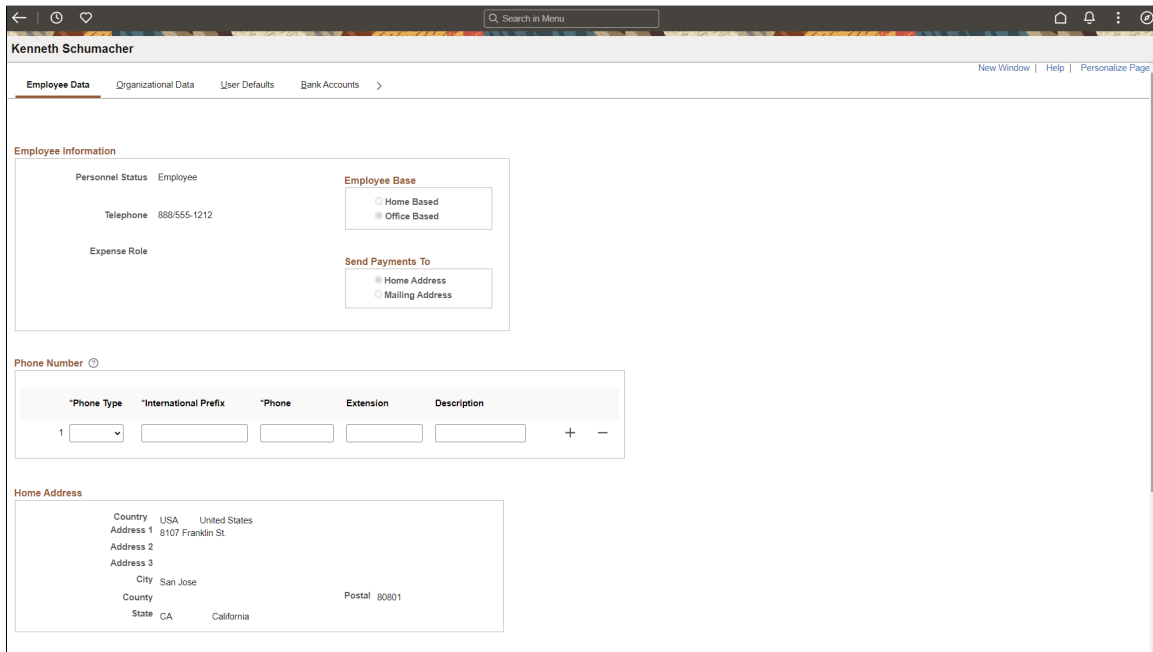 Search in Menu
Kenneth Schumacher
New Window | Help | Personalize Page
Employee Data Organizational Data User Defaults Bank Accounts
Employee Information
Personnel Status Employee
Employee Base
Home Based
Telephone 888/555-1212
Office Based
Expense Role
Send Payments To
Home Address
Mailing Address
Phone Number
*Phone Type *International Prefix *Phone Extension Description
1
Home Address
Country USA United States
Address 1 8107 Franklin St.
Address 2
Address 3
City San Jose
County Postal 80801
State CA California